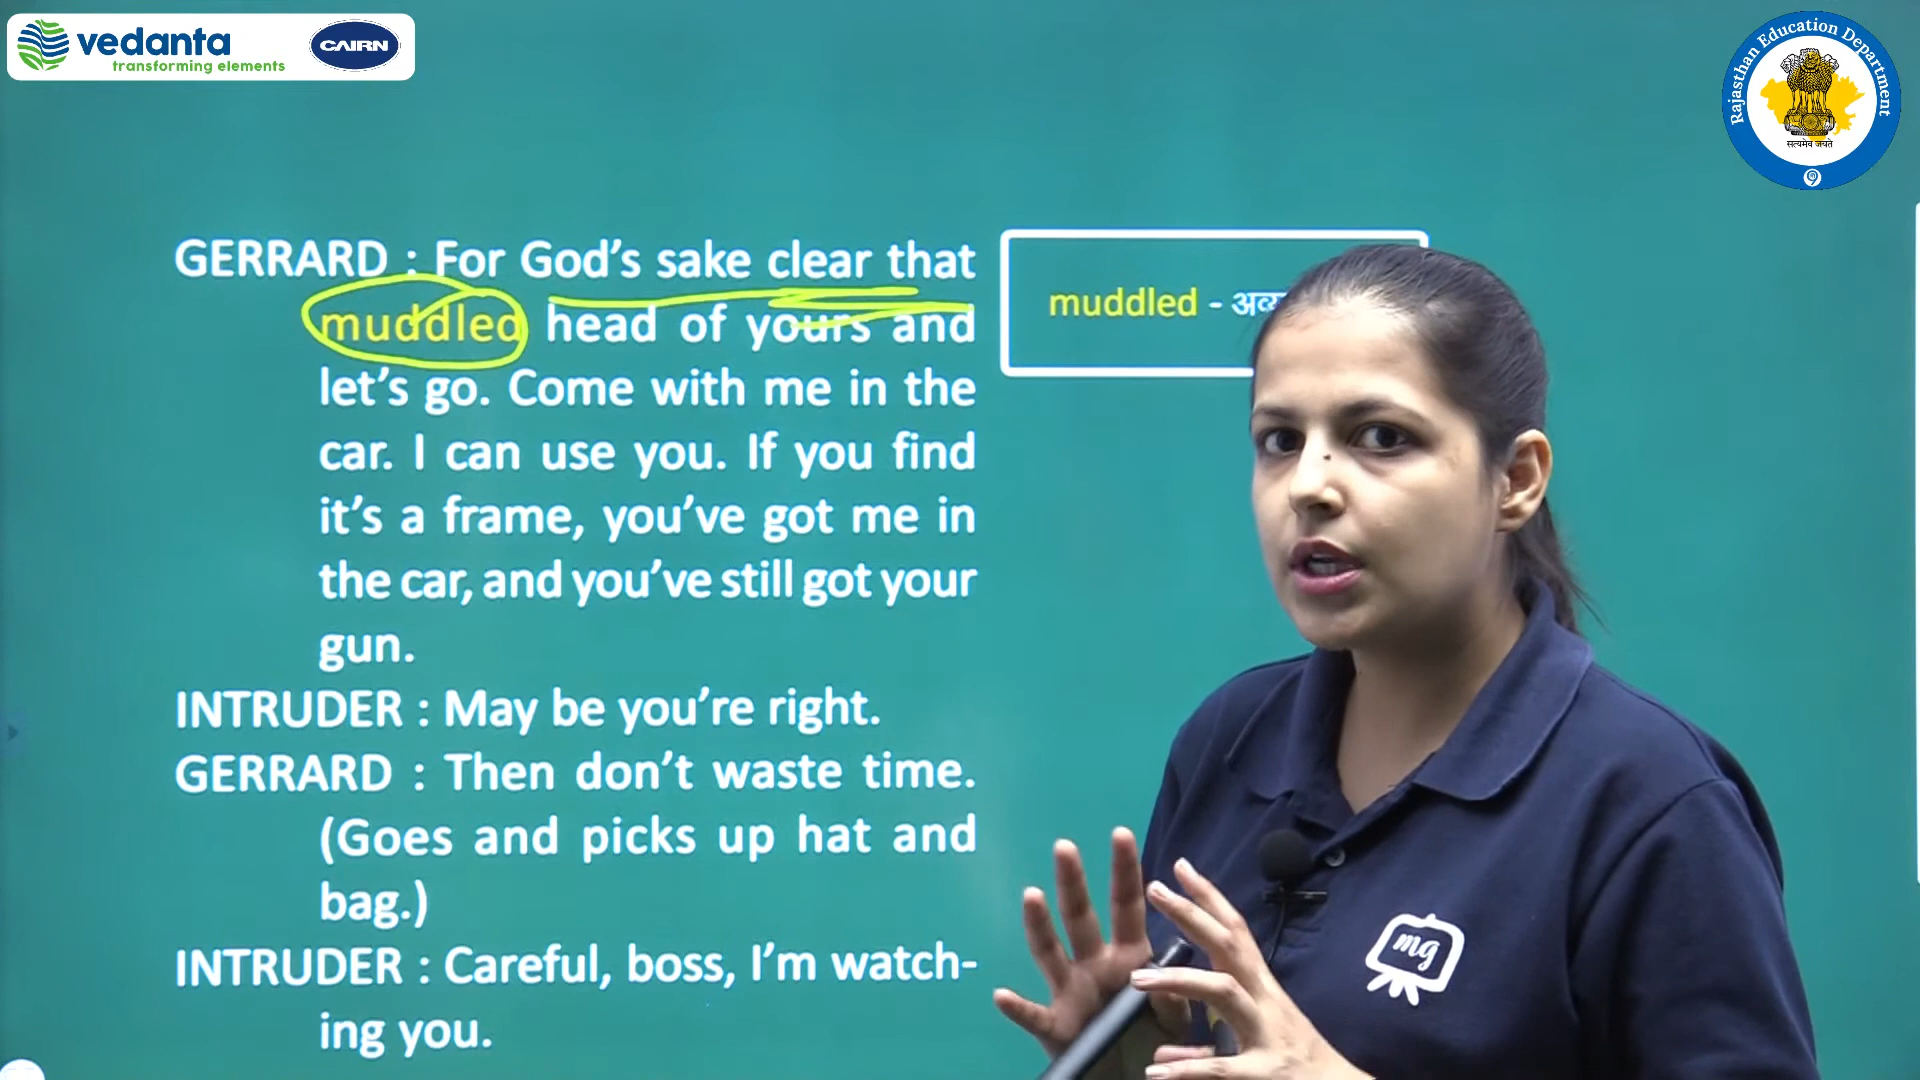 vedanta
transforming elements
CAIRN
Rajasthan Education Department
सत्यमेव जयते
GERRARD : For God’s sake clear that
muddled head of yours and
let’s go. Come with me in the
car. I can use you. If you find
it’s a frame, you’ve got me in
the car, and you’ve still got your
gun.
INTRUDER : May be you’re right.
GERRARD : Then don’t waste time.
(Goes and picks up hat and
bag.)
INTRUDER : Careful, boss, I’m watch-
ing you.
muddled -
mg